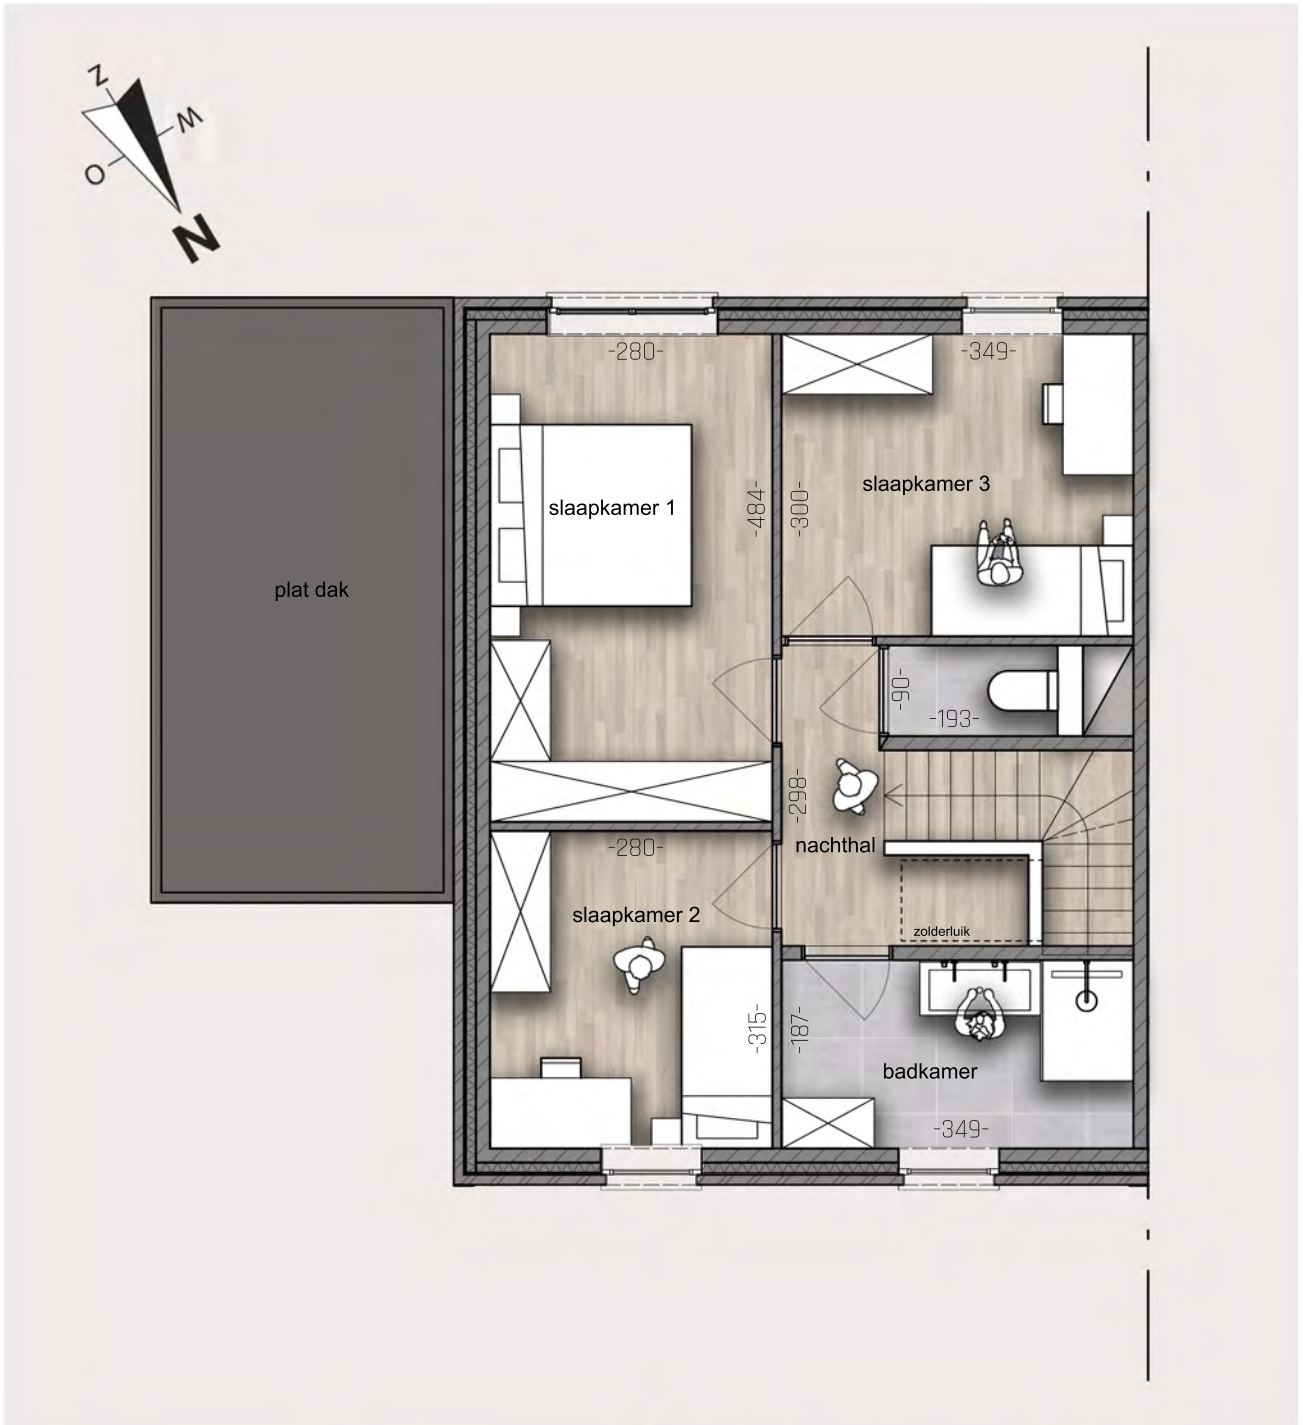 Z
W
O
N
-280-
-349-
slaapkamer 3
-484-
-300-
slaapkamer 1
plat dak
-90-
-193-
-298-
nachthal
-280-
slaapkamer 2
zolderluik
-315-
-187-
badkamer
-349-